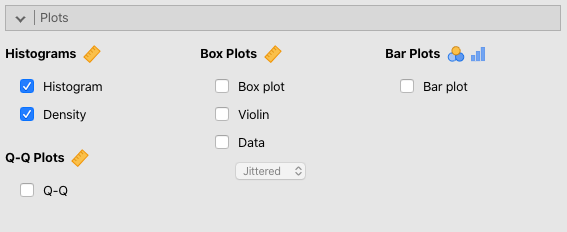 Plots
Histograms
Histogram
Density
Q-Q Plots
Q-Q
Box Plots
Box plot
Violin
Data
Jittered
Bar Plots
Bar plot